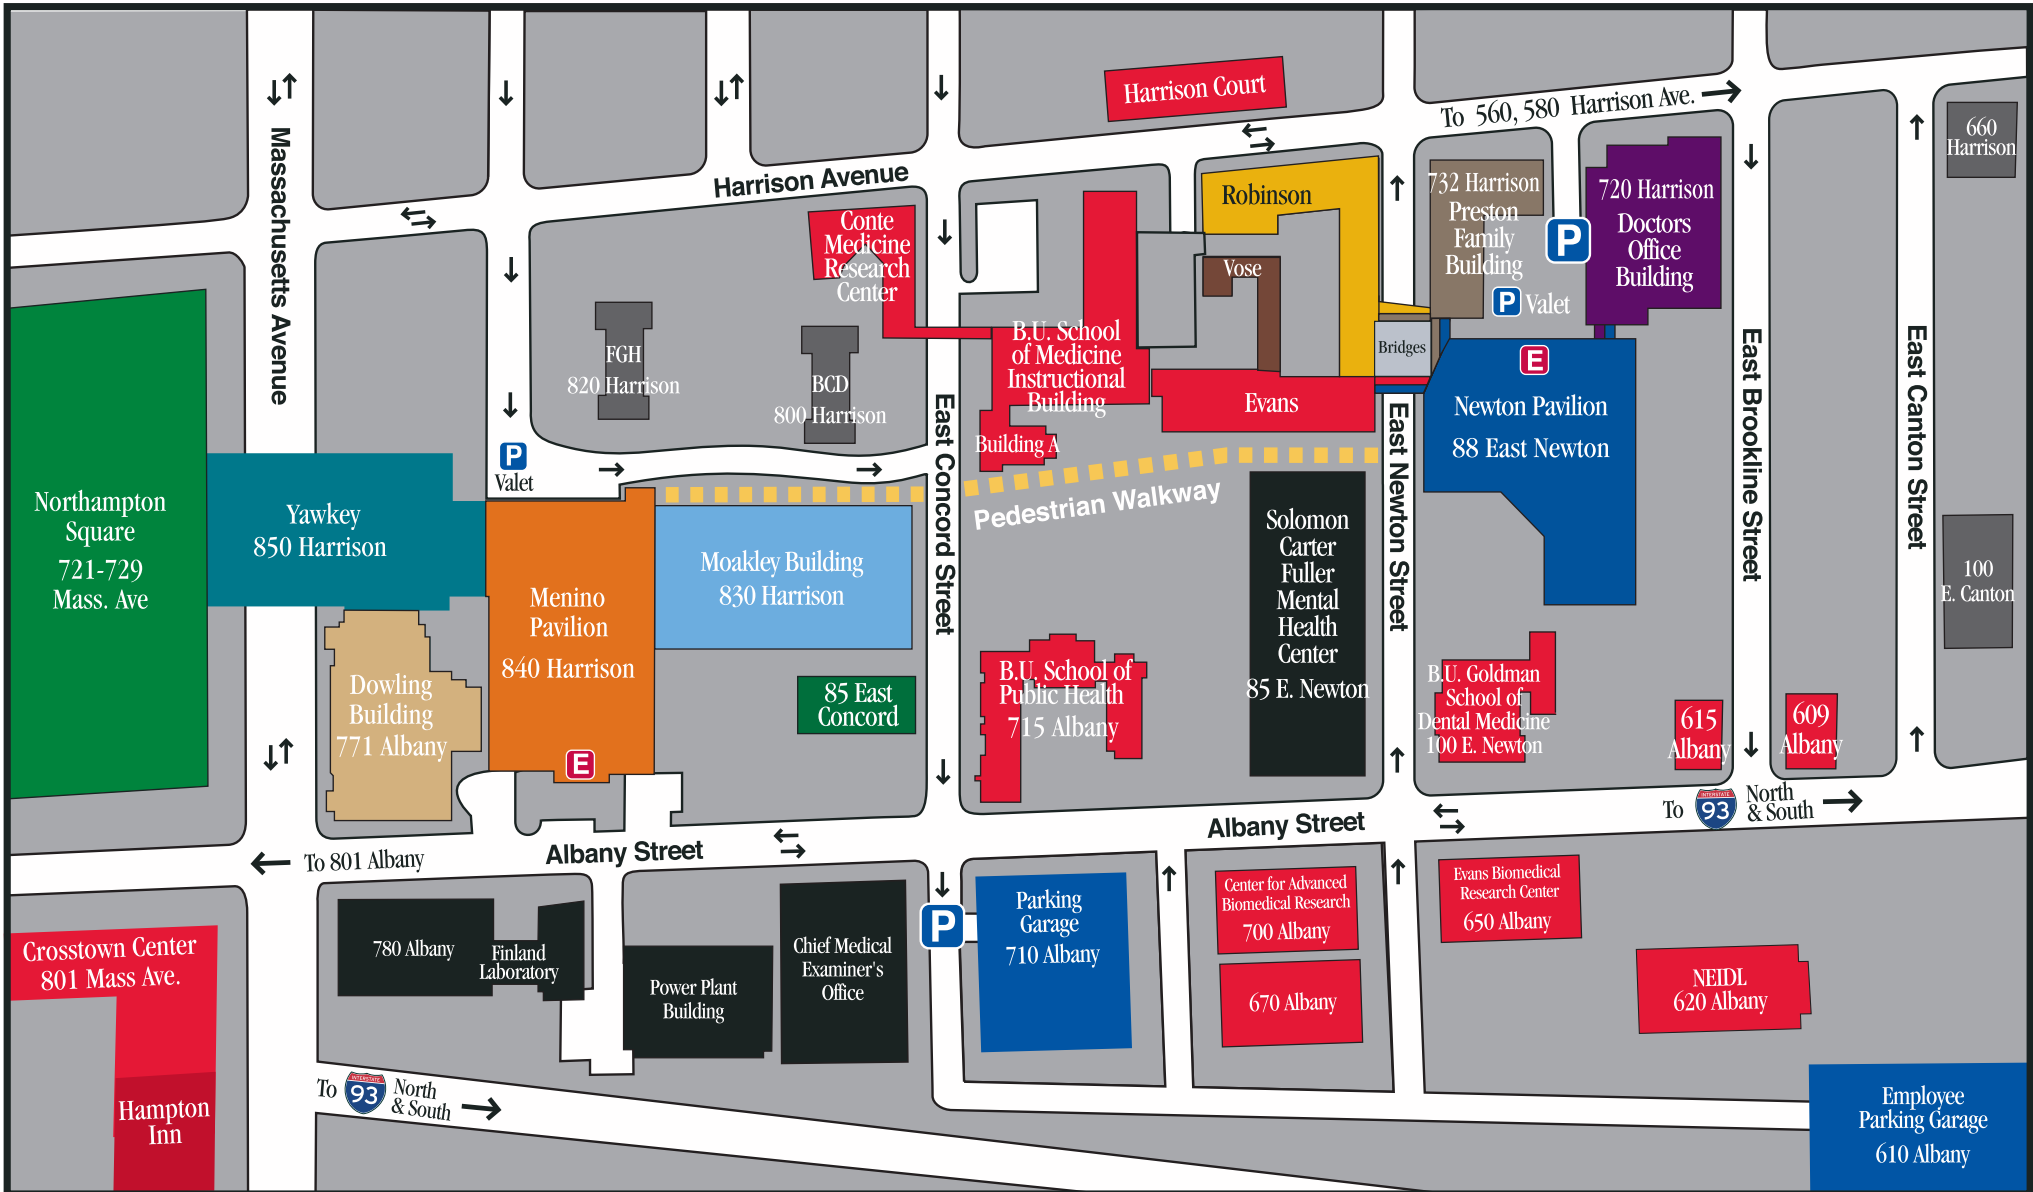 Harrison Court
To 560, 580 Harrison Ave.
660
Harrison
Massachusetts Avenue
Harrison Avenue
Conte
Medicine
Research
Center
Robinson
Vose
732 Harrison
Preston
Family
Building
P
720 Harrison
Doctors
Office
Building
P Valet
FGH
820 Harrison
BCD
800 Harrison
B.U. School
of Medicine
Instructional
Building
Building A
Evans
Bridges
E
Newton Pavilion
88 East Newton
East Brookline Street
East Canton Street
East Concord Street
East Newton Street
P
Valet
Pedestrian Walkway
Northampton
Square
721-729
Mass. Ave
Yawkey
850 Harrison
Menino
Pavilion
840 Harrison
E
Moakley Building
830 Harrison
Solomon
Carter
Fuller
Mental
Health
Center
85 E. Newton
100
E. Canton
Dowling
Building
771 Albany
85 East
Concord
B.U. School of
Public Health
715 Albany
B.U. Goldman
School of
Dental Medicine
100 E. Newton
615
Albany
609
Albany
To
INTERSTATE
93
North
& South
Albany Street
Albany Street
To 801 Albany
Crosstown Center
801 Mass Ave.
Hampton
Inn
780 Albany
Finland
Laboratory
Power Plant
Building
Chief Medical
Examiner's
Office
P
Parking
Garage
710 Albany
Center for Advanced
Biomedical Research
700 Albany
670 Albany
Evans Biomedical
Research Center
650 Albany
NEIDL
620 Albany
To
INTERSTATE
93
North
& South
Employee
Parking Garage
610 Albany